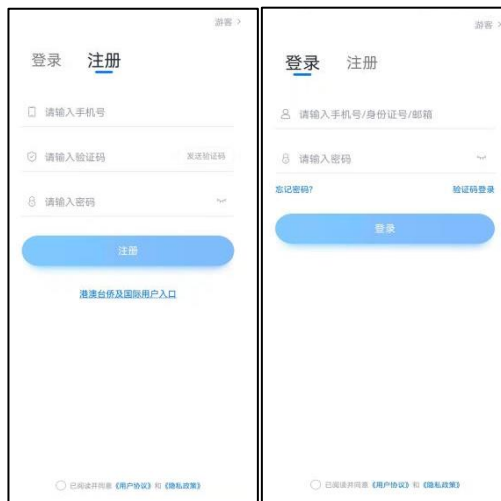 游客 >
登录 注册
请输入手机号
请输入验证码 发送验证码
请输入密码
注册
港澳台侨及国际用户入口
已阅读并同意《用户协议》和《隐私政策》
游客 >
登录 注册
请输入手机号/身份证号/邮箱
请输入密码
忘记密码? 验证码登录
登录
已阅读并同意《用户协议》和《隐私政策》